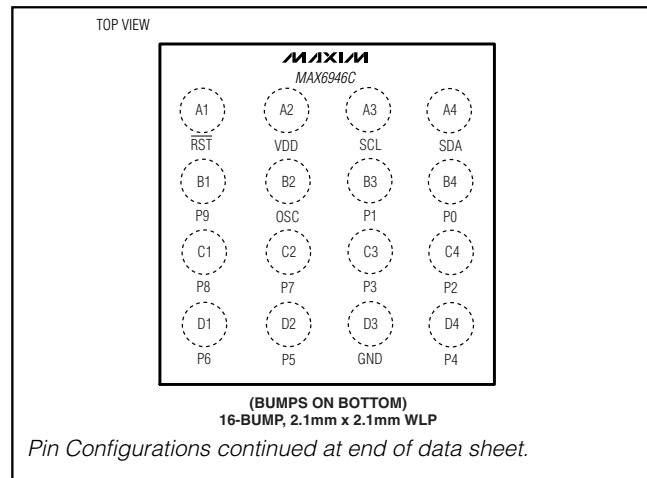 TOP VIEW
MAXIM
MAX6946C
A1 A2 A3 A4
RST VDD SCL SDA
B1 B2 B3 B4
P9 OSC P1 P0
C1 C2 C3 C4
P8 P7 P3 P2
D1 D2 D3 D4
P6 P5 GND P4
(BUMPS ON BOTTOM)
16-BUMP, 2.1mm x 2.1mm WLP
Pin Configurations continued at end of data sheet.